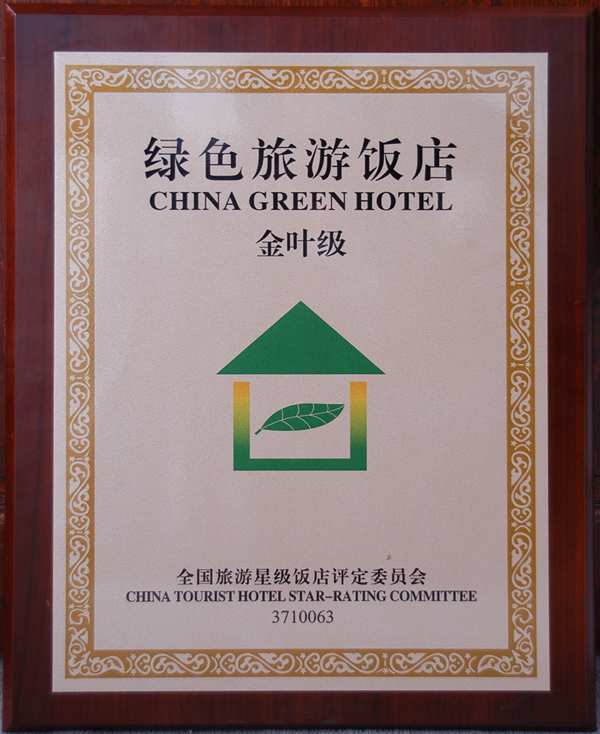 绿色旅游饭店
CHINA GREEN HOTEL
金叶级
全国旅游星级饭店评定委员会
CHINA TOURIST HOTEL STAR-RATING COMMITTEE
3710063